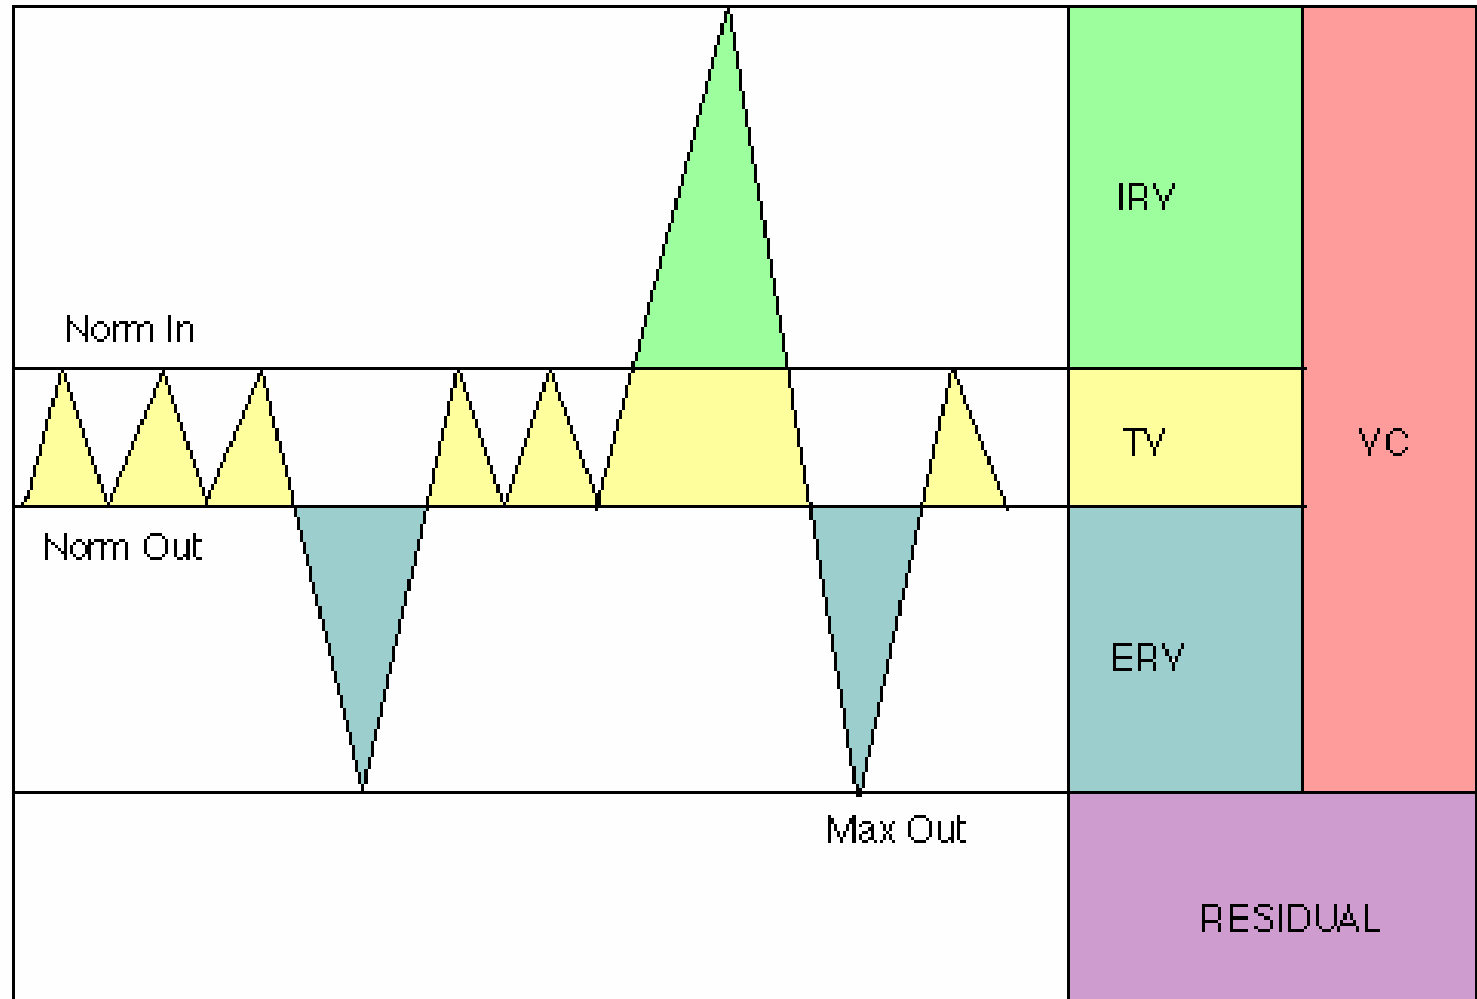 IRV
Norm In
TV
VC
Norm Out
ERV
Max Out
RESIDUAL